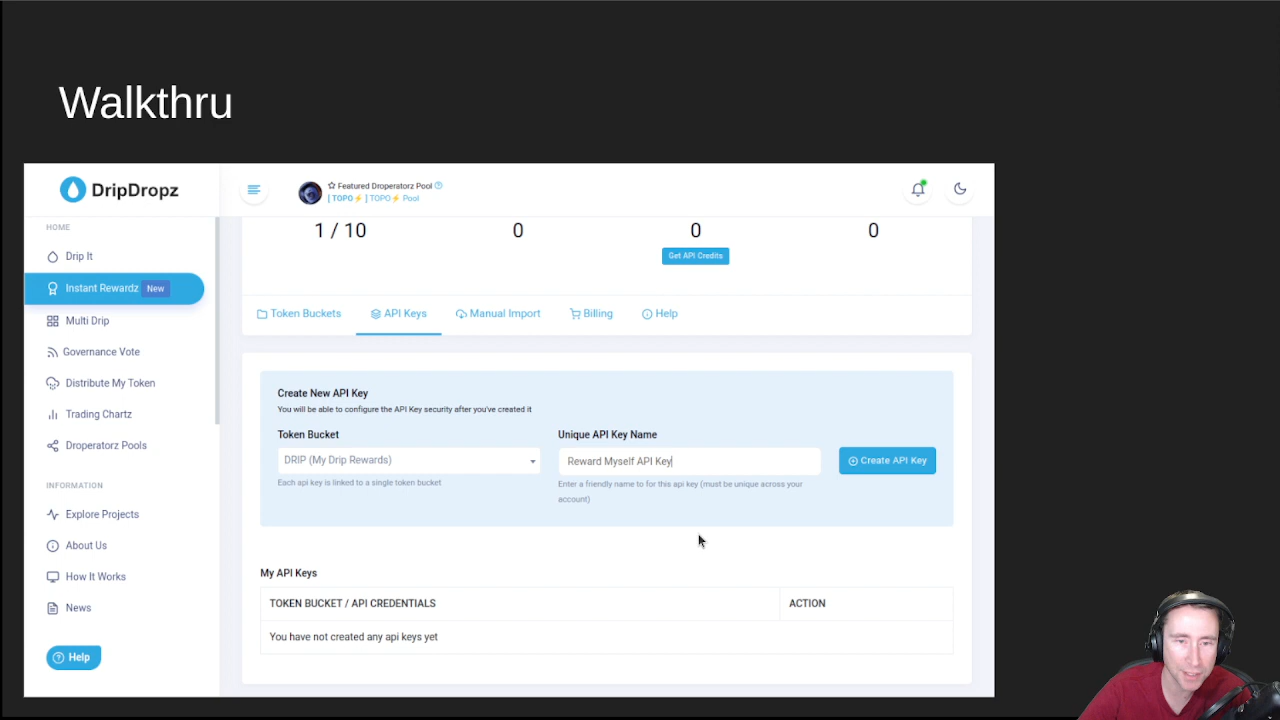 Walkthru
DripDropz
Featured Droperatorz Pool
[ TOPO⚡ ] TOPO⚡ Pool
HOME
Drip It
Instant Rewardz New
Multi Drip
Governance Vote
Distribute My Token
Trading Chartz
Droperatorz Pools
INFORMATION
Explore Projects
About Us
How It Works
News
Help
1 / 10 0 0 0
Get API Credits
Token Buckets API Keys Manual Import Billing Help
Create New API Key
You will be able to configure the API Key security after you've created it
Token Bucket
DRIP (My Drip Rewards)
Each api key is linked to a single token bucket
Unique API Key Name
Reward Myself API Key
Enter a friendly name to for this api key (must be unique across your
account)
Create API Key
My API Keys
TOKEN BUCKET / API CREDENTIALS ACTION
You have not created any api keys yet